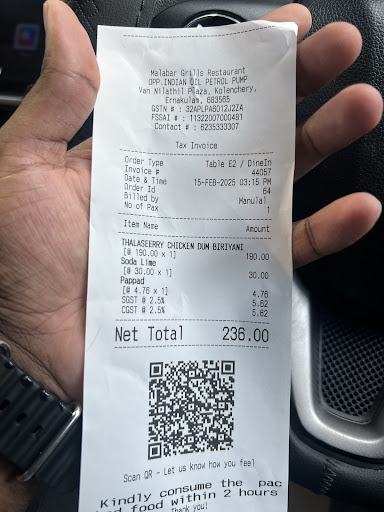 Malabar Grills Restaurant
OPP.INDIAN OIL PETROL PUMP
Van Nilathil Plaza, Kolenchery,
Ernakulam, 683565
GSTN # : 32APLPA8012J2ZA
FSSAI # : 11322007000481
Contact # : 6235333307
Tax Invoice
Order Type Table E2 / DineIn
Invoice # 44057
Date & Time 15-FEB-2025 03:15 PM
Order Id 64
Billed by Manulal
No of Pax 1
Item Name Amount
THALASEERRY CHICKEN DUM BIRIYANI
[# 190.00 x 1] 190.00
Soda Lime
[# 30.00 x 1] 30.00
Pappad
[# 4.76 x 1] 4.76
SGST # 2.5% 5.62
CGST # 2.5% 5.62
Net Total 236.00
Scan QR - Let us know how you feel
Kindly consume the pac
food within 2 hours
Thank you!